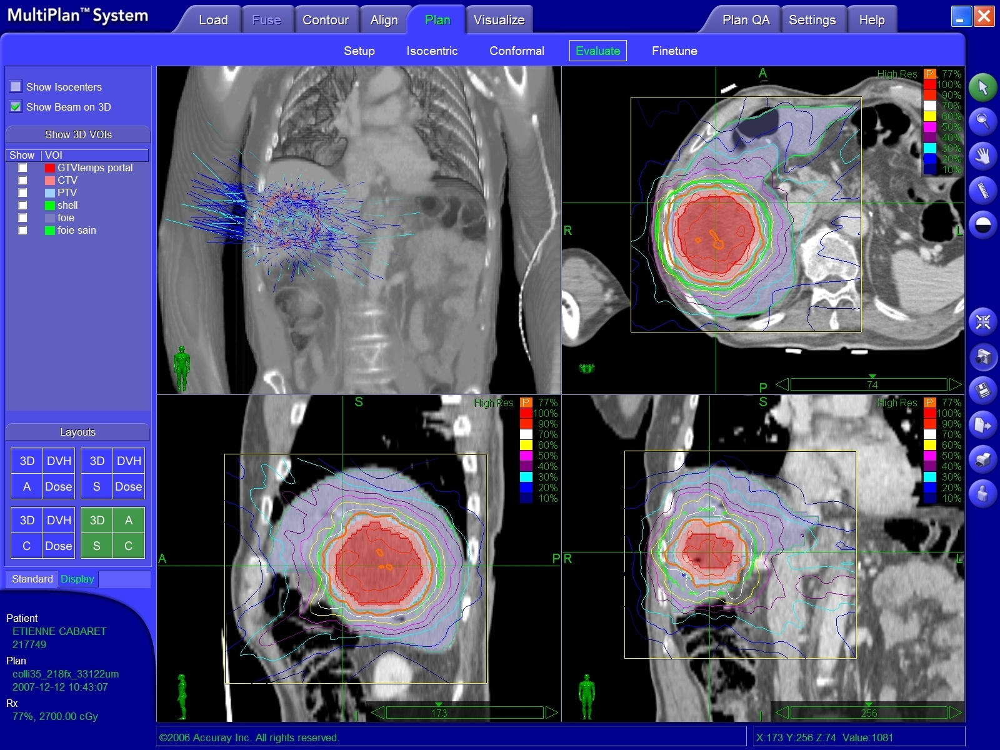 MultiPlan™ System
Load Fuse Contour Align Plan Visualize Plan QA Settings Help
Setup Isocentric Conformal Evaluate Finetune
Show Isocenters
Show Beam on 3D
Show 3D VOIs
Show VOI
GTVtemps portal
CTV
PTV
shell
foie
foie sain
Layouts
3D DVH 3D DVH
A Dose S Dose
3D DVH 3D A
C Dose S C
Standard Display
Patient
ETIENNE CABARET
217749
Plan
colli35_218fx_33122um
2007-12-12 10:43:07
Rx
77%, 2700.00 cGy
A
High Res
P 77%
100%
90%
70%
60%
50%
40%
30%
20%
10%
R
L
P
74
S
High Res
P 77%
100%
90%
70%
60%
50%
40%
30%
20%
10%
A
P
I
173
S
High Res
P 77%
100%
90%
70%
60%
50%
40%
30%
20%
10%
R
L
I
256
©2006 Accuray Inc. All rights reserved.
X:173 Y:256 Z:74 Value:1081